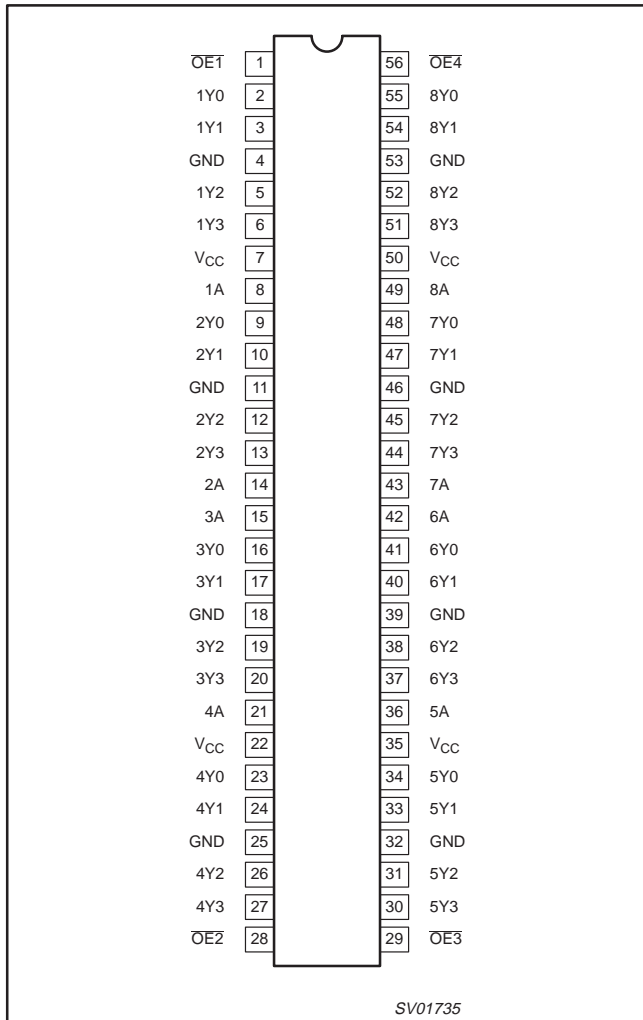 OE1 1 56 OE4
1Y0 2 55 8Y0
1Y1 3 54 8Y1
GND 4 53 GND
1Y2 5 52 8Y2
1Y3 6 51 8Y3
VCC 7 50 VCC
1A 8 49 8A
2Y0 9 48 7Y0
2Y1 10 47 7Y1
GND 11 46 GND
2Y2 12 45 7Y2
2Y3 13 44 7Y3
2A 14 43 7A
3A 15 42 6A
3Y0 16 41 6Y0
3Y1 17 40 6Y1
GND 18 39 GND
3Y2 19 38 6Y2
3Y3 20 37 6Y3
4A 21 36 5A
VCC 22 35 VCC
4Y0 23 34 5Y0
4Y1 24 33 5Y1
GND 25 32 GND
4Y2 26 31 5Y2
4Y3 27 30 5Y3
OE2 28 29 OE3
SV01735